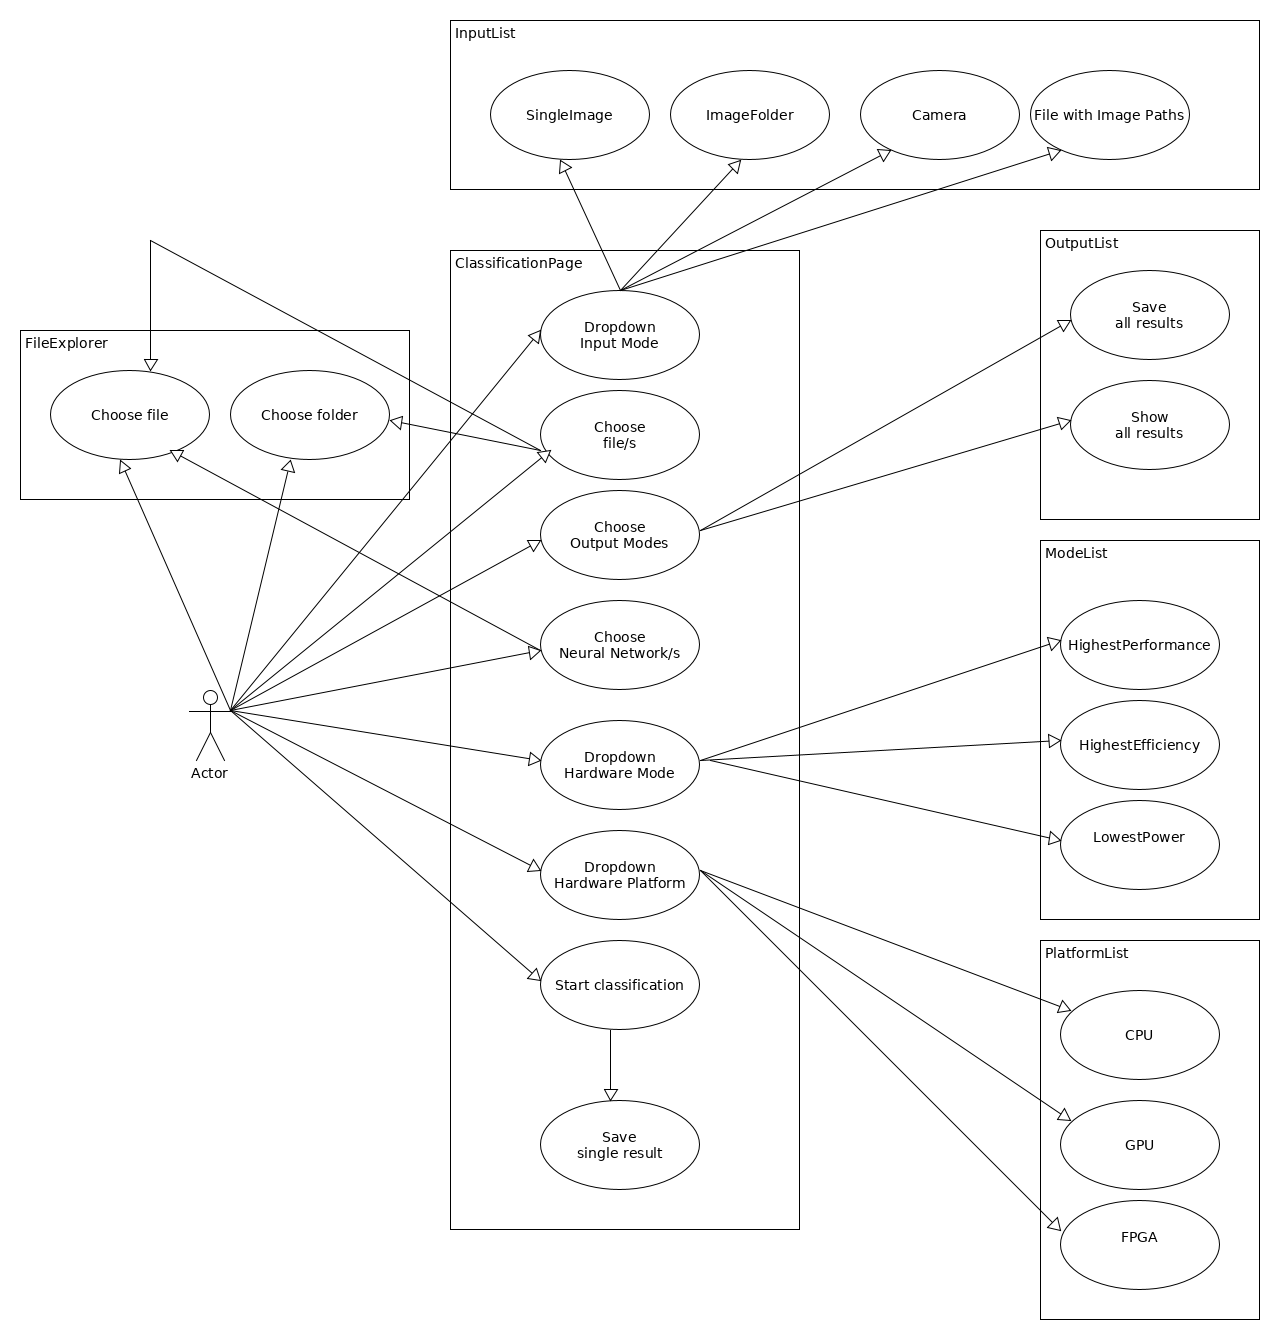 InputList
SingleImage
ImageFolder
Camera
File with Image Paths
OutputList
Save
all results
Show
all results
ClassificationPage
Dropdown
Input Mode
Choose
file/s
Choose
Output Modes
Choose
Neural Network/s
Dropdown
Hardware Mode
Dropdown
Hardware Platform
Start classification
Save
single result
FileExplorer
Choose file
Choose folder
Actor
ModeList
HighestPerformance
HighestEfficiency
LowestPower
PlatformList
CPU
GPU
FPGA